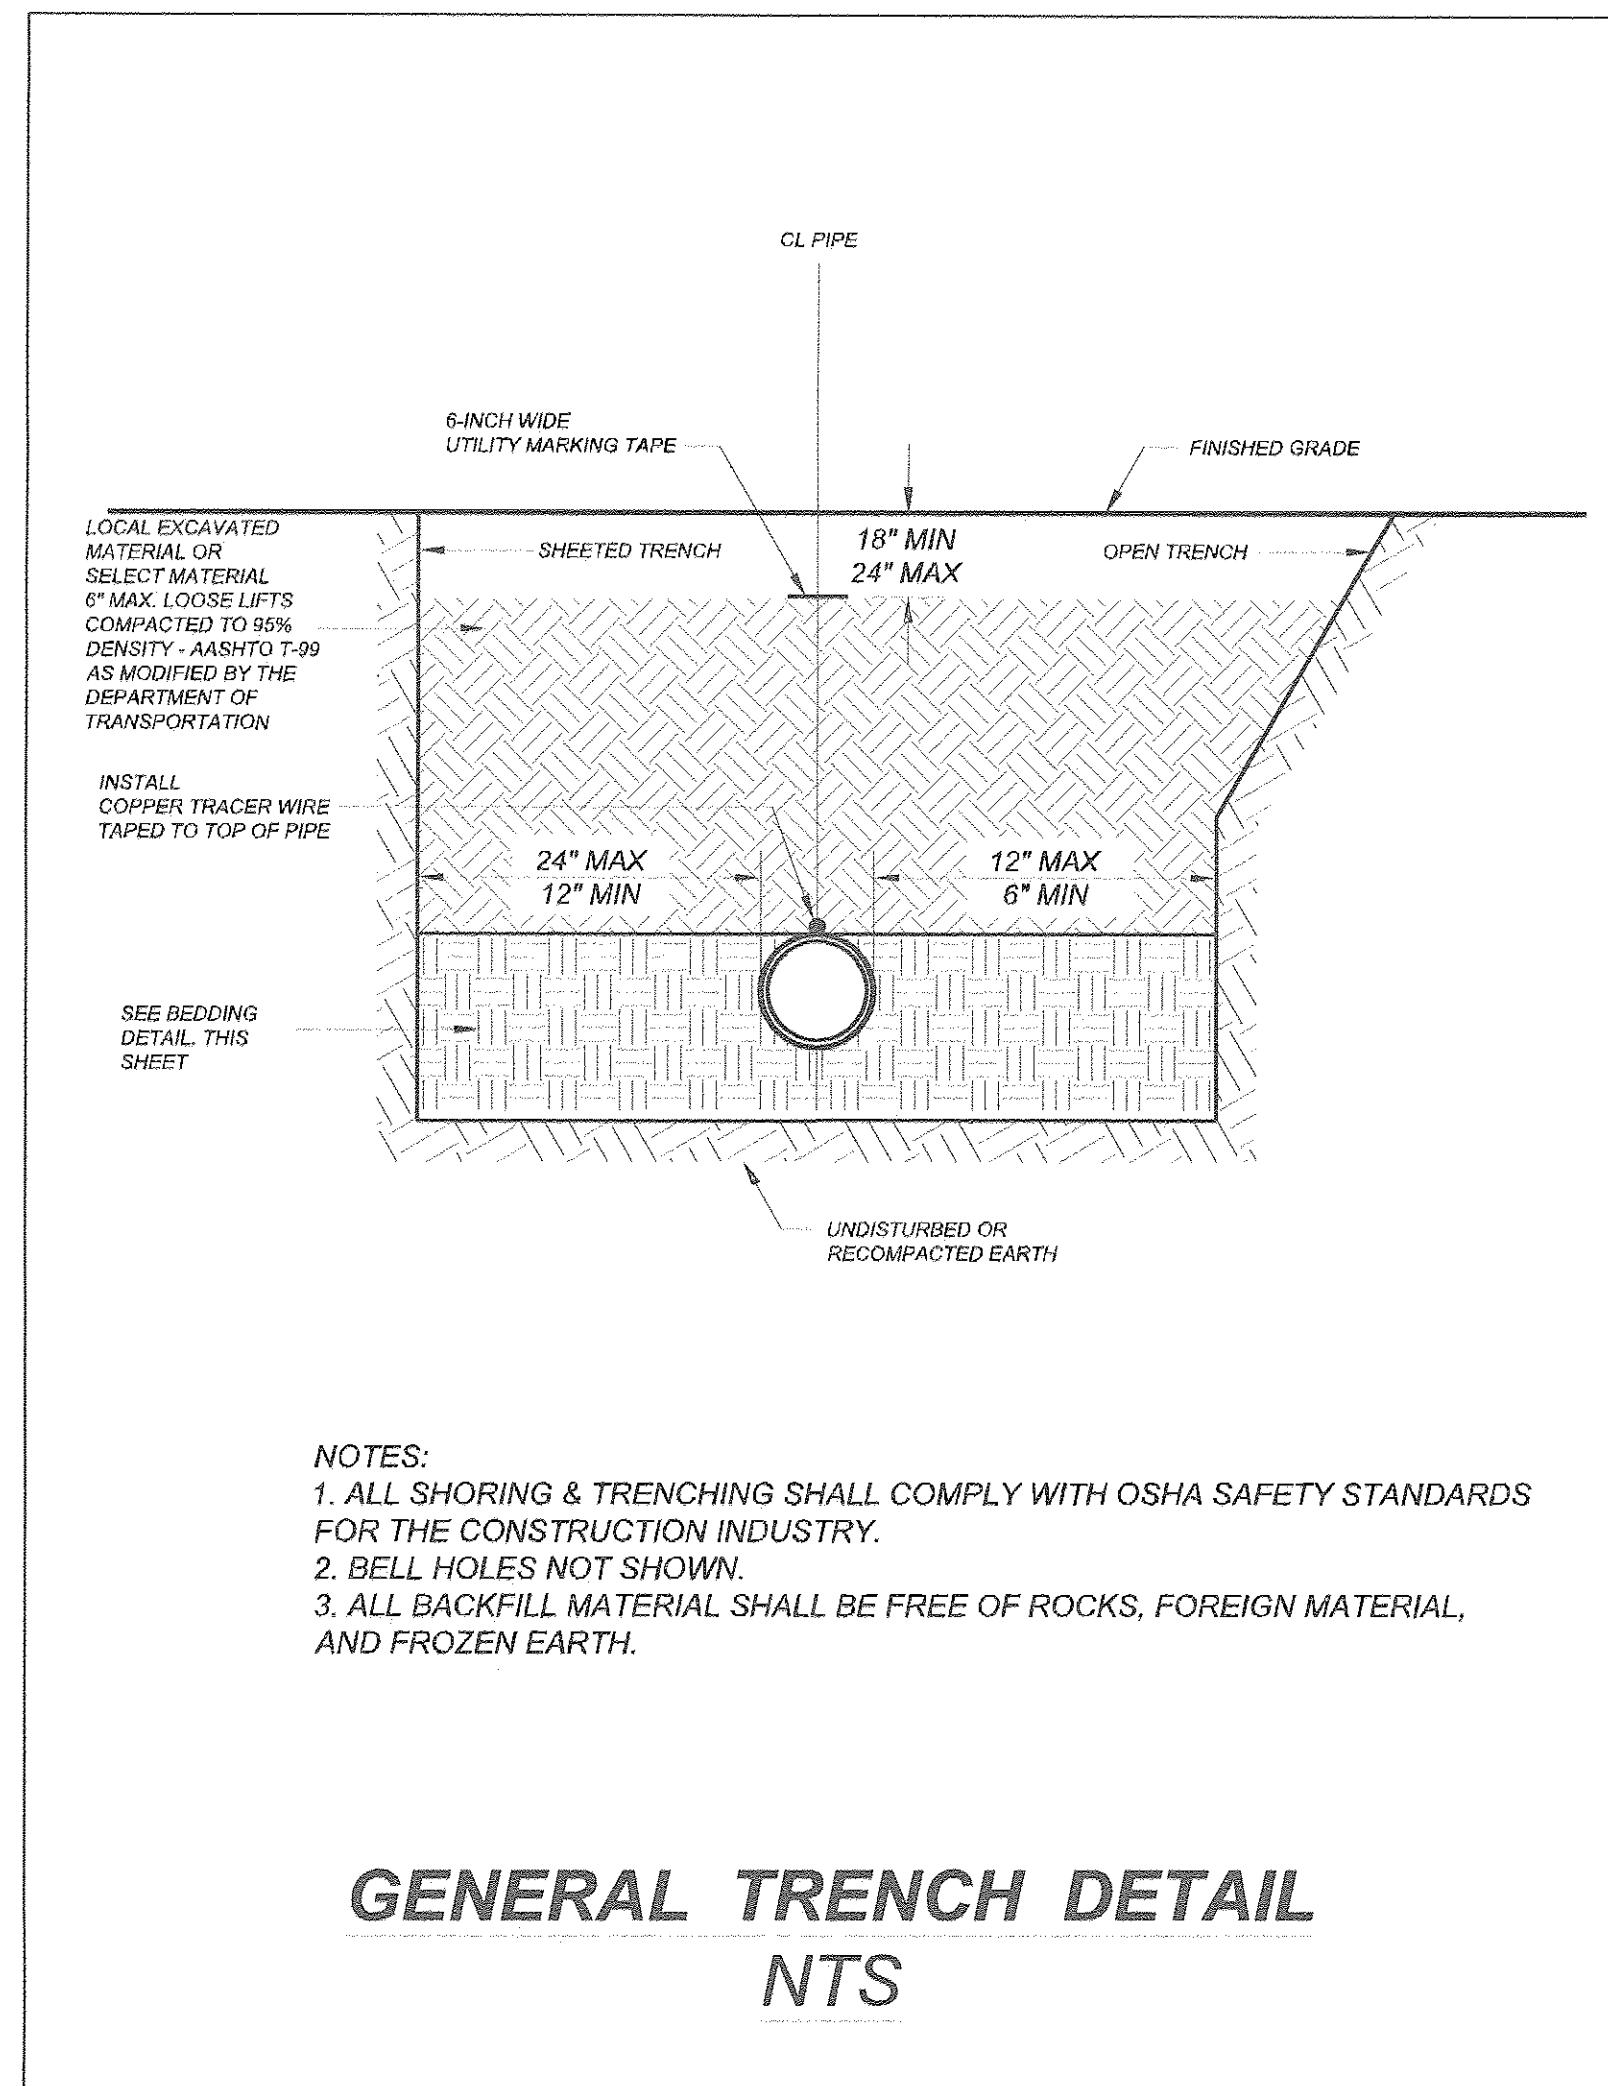 CL PIPE
6-INCH WIDE
UTILITY MARKING TAPE
FINISHED GRADE
LOCAL EXCAVATED
MATERIAL OR
SELECT MATERIAL
6" MAX. LOOSE LIFTS
COMPACTED TO 95%
DENSITY - AASHTO T-99
AS MODIFIED BY THE
DEPARTMENT OF
TRANSPORTATION
SHEETED TRENCH
18" MIN
24" MAX
OPEN TRENCH
INSTALL
COPPER TRACER WIRE
TAPED TO TOP OF PIPE
24" MAX
12" MIN
12" MAX
6" MIN
SEE BEDDING
DETAIL, THIS
SHEET
UNDISTURBED OR
RECOMPACTED EARTH
NOTES:
1. ALL SHORING & TRENCHING SHALL COMPLY WITH OSHA SAFETY STANDARDS
FOR THE CONSTRUCTION INDUSTRY.
2. BELL HOLES NOT SHOWN.
3. ALL BACKFILL MATERIAL SHALL BE FREE OF ROCKS, FOREIGN MATERIAL,
AND FROZEN EARTH.
GENERAL TRENCH DETAIL
NTS